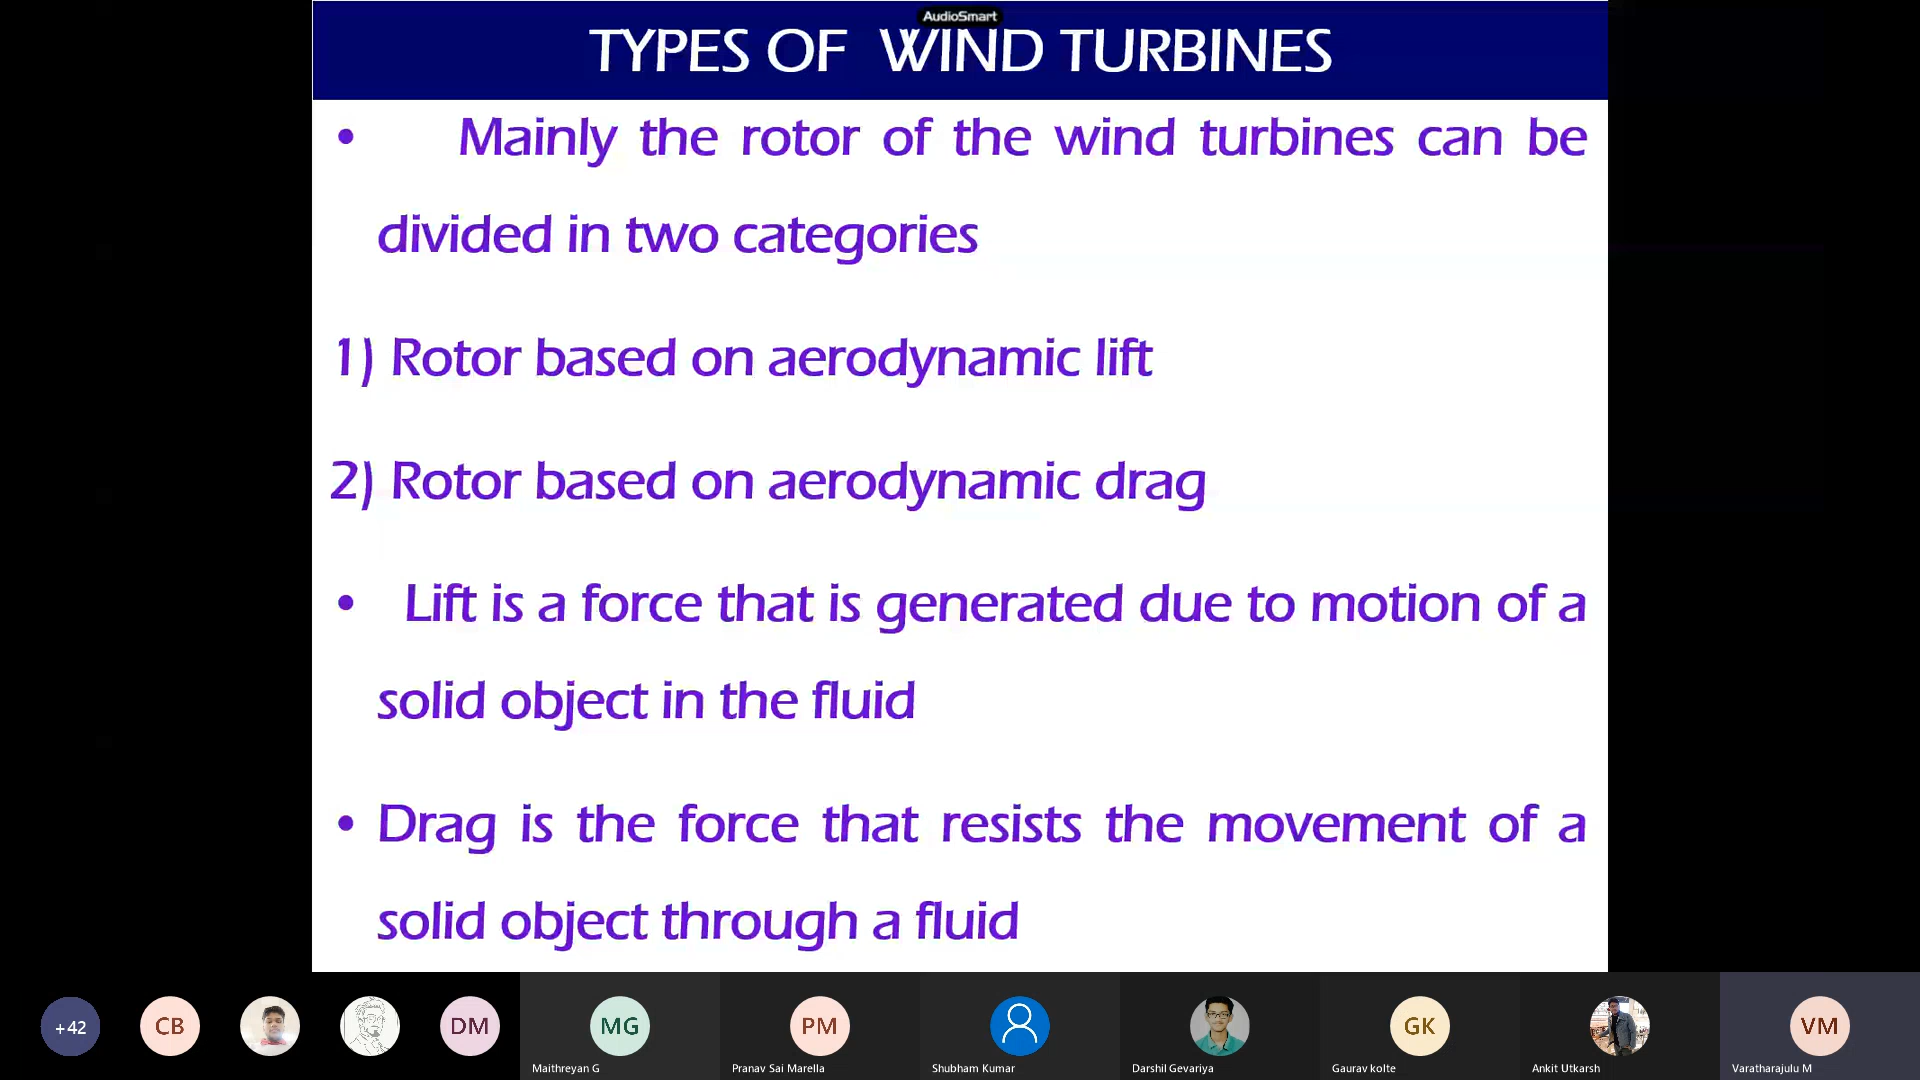 AudioSmart
TYPES OF WIND TURBINES
• Mainly the rotor of the wind turbines can be
divided in two categories
1) Rotor based on aerodynamic lift
2) Rotor based on aerodynamic drag
• Lift is a force that is generated due to motion of a
solid object in the fluid
• Drag is the force that resists the movement of a
solid object through a fluid
+42 CB DM MG PM GK VM
Maithreyan G Pranav Sai Marella Shubham Kumar Darshil Gevariya Gaurav kolte Ankit Utkarsh Varatharajulu M